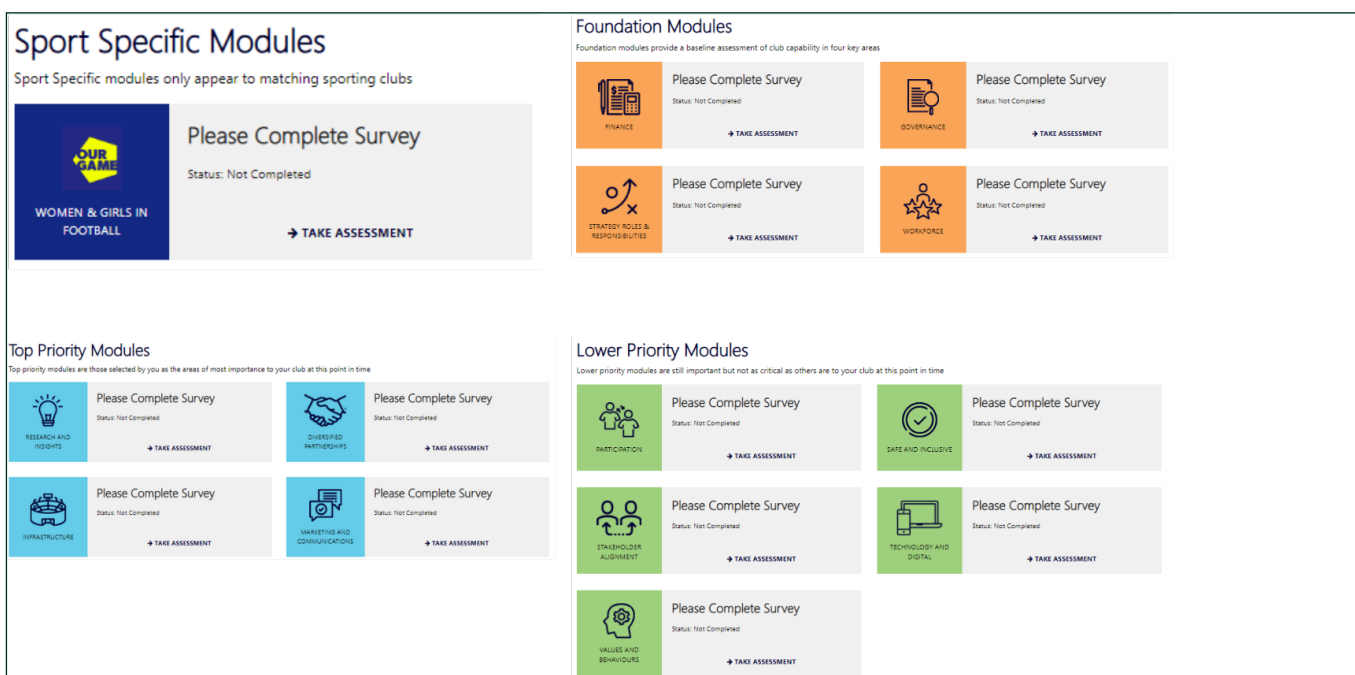 Sport Specific Modules
Sport Specific modules only appear to matching sporting clubs
OUR
GAME
WOMEN & GIRLS IN
FOOTBALL
Please Complete Survey
Status: Not Completed
→ TAKE ASSESSMENT
Foundation Modules
Foundation modules provide a baseline assessment of club capability in four key areas
FINANCE
Please Complete Survey
Status: Not Completed
→ TAKE ASSESSMENT
GOVERNANCE
Please Complete Survey
Status: Not Completed
→ TAKE ASSESSMENT
STRATEGY ROLES &
RESPONSIBILITIES
Please Complete Survey
Status: Not Completed
→ TAKE ASSESSMENT
WORKFORCE
Please Complete Survey
Status: Not Completed
→ TAKE ASSESSMENT
Top Priority Modules
Top priority modules are those selected by you as the areas of most importance to your club at this point in time
RESEARCH AND
INSIGHTS
Please Complete Survey
Status: Not Completed
→ TAKE ASSESSMENT
DIVERSIFIED
PARTNERSHIPS
Please Complete Survey
Status: Not Completed
→ TAKE ASSESSMENT
INFRASTRUCTURE
Please Complete Survey
Status: Not Completed
→ TAKE ASSESSMENT
MARKETING AND
COMMUNICATIONS
Please Complete Survey
Status: Not Completed
→ TAKE ASSESSMENT
Lower Priority Modules
Lower priority modules are still important but not as critical as others are to your club at this point in time
PARTICIPATION
Please Complete Survey
Status: Not Completed
→ TAKE ASSESSMENT
SAFE AND INCLUSIVE
Please Complete Survey
Status: Not Completed
→ TAKE ASSESSMENT
STAKEHOLDER
ALIGNMENT
Please Complete Survey
Status: Not Completed
→ TAKE ASSESSMENT
TECHNOLOGY AND
DIGITAL
Please Complete Survey
Status: Not Completed
→ TAKE ASSESSMENT
VALUES AND
BEHAVIOURS
Please Complete Survey
Status: Not Completed
→ TAKE ASSESSMENT